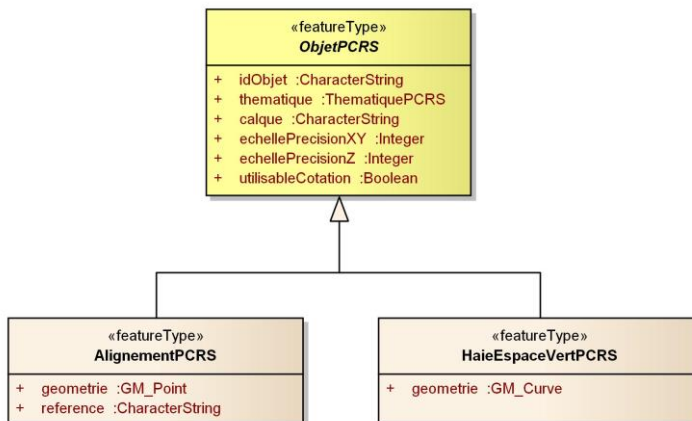 «featureType»
ObjetPCRS
+ idObjet :CharacterString
+ thematique :ThematiquePCRS
+ calque :CharacterString
+ echellePrecisionXY :Integer
+ echellePrecisionZ :Integer
+ utilisableCotation :Boolean
«featureType»
AlignementPCRS
+ geometrie :GM_Point
+ reference :CharacterString
«featureType»
HaieEspaceVertPCRS
+ geometrie :GM_Curve